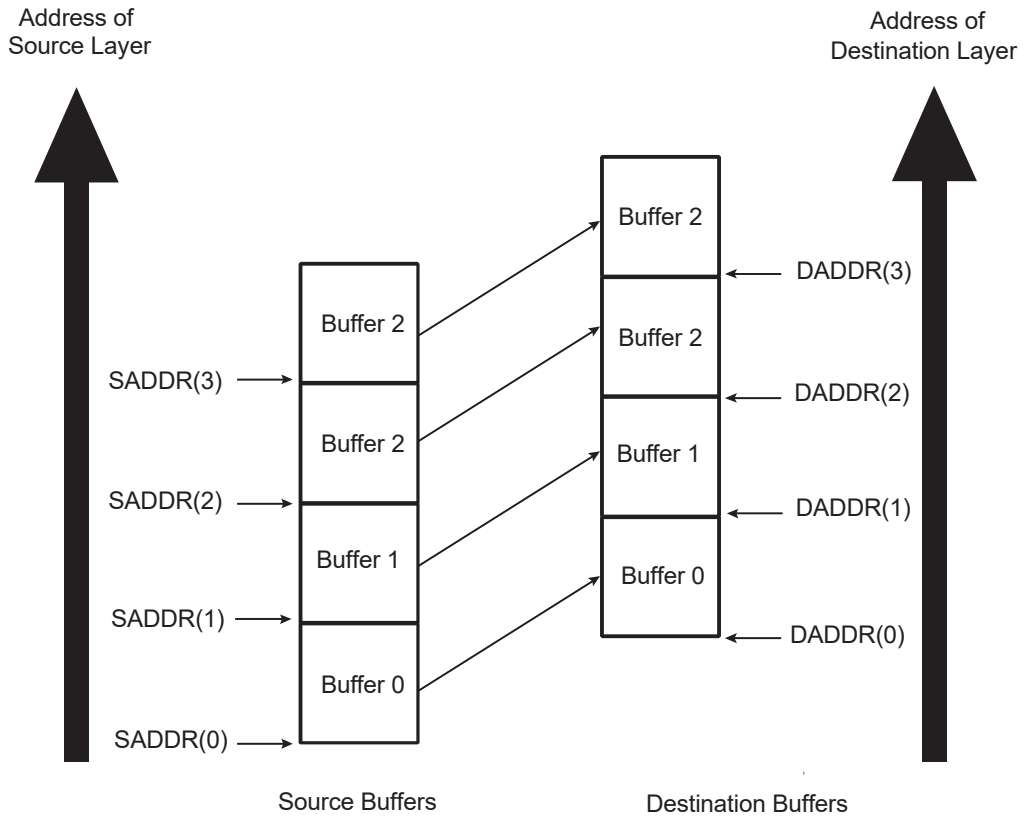 Address of
Source Layer
Address of
Destination Layer
Buffer 2
DADDR(3)
Buffer 2
Buffer 2
DADDR(2)
SADDR(3)
Buffer 2
Buffer 1
SADDR(2)
DADDR(1)
Buffer 1
Buffer 0
SADDR(1)
DADDR(0)
Buffer 0
SADDR(0)
Source Buffers
Destination Buffers